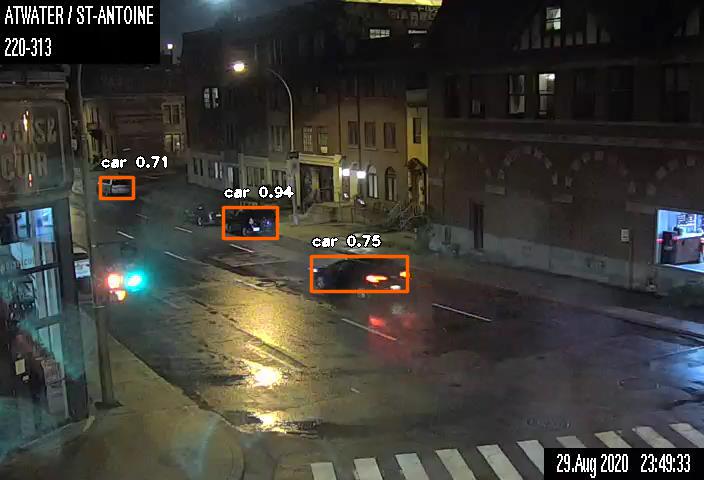 ATWATER / ST-ANTOINE
220-313
car 0.71
car 0.94
car 0.75
29.Aug 2020 23:49:33